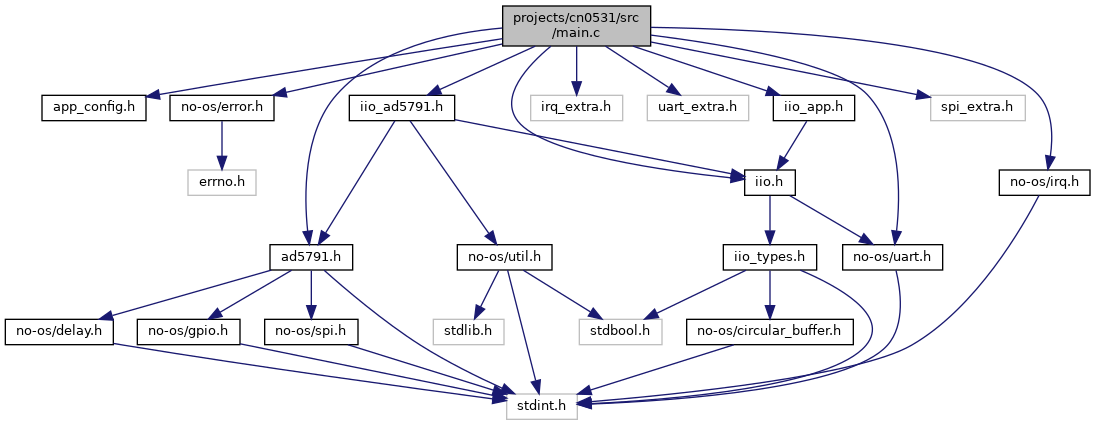 projects/cn0531/src
/main.c
app_config.h
no-os/error.h
iio_ad5791.h
irq_extra.h
uart_extra.h
iio_app.h
spi_extra.h
errno.h
iio.h
no-os/irq.h
ad5791.h
no-os/util.h
iio_types.h
no-os/uart.h
no-os/delay.h
no-os/gpio.h
no-os/spi.h
stdlib.h
stdbool.h
no-os/circular_buffer.h
stdint.h